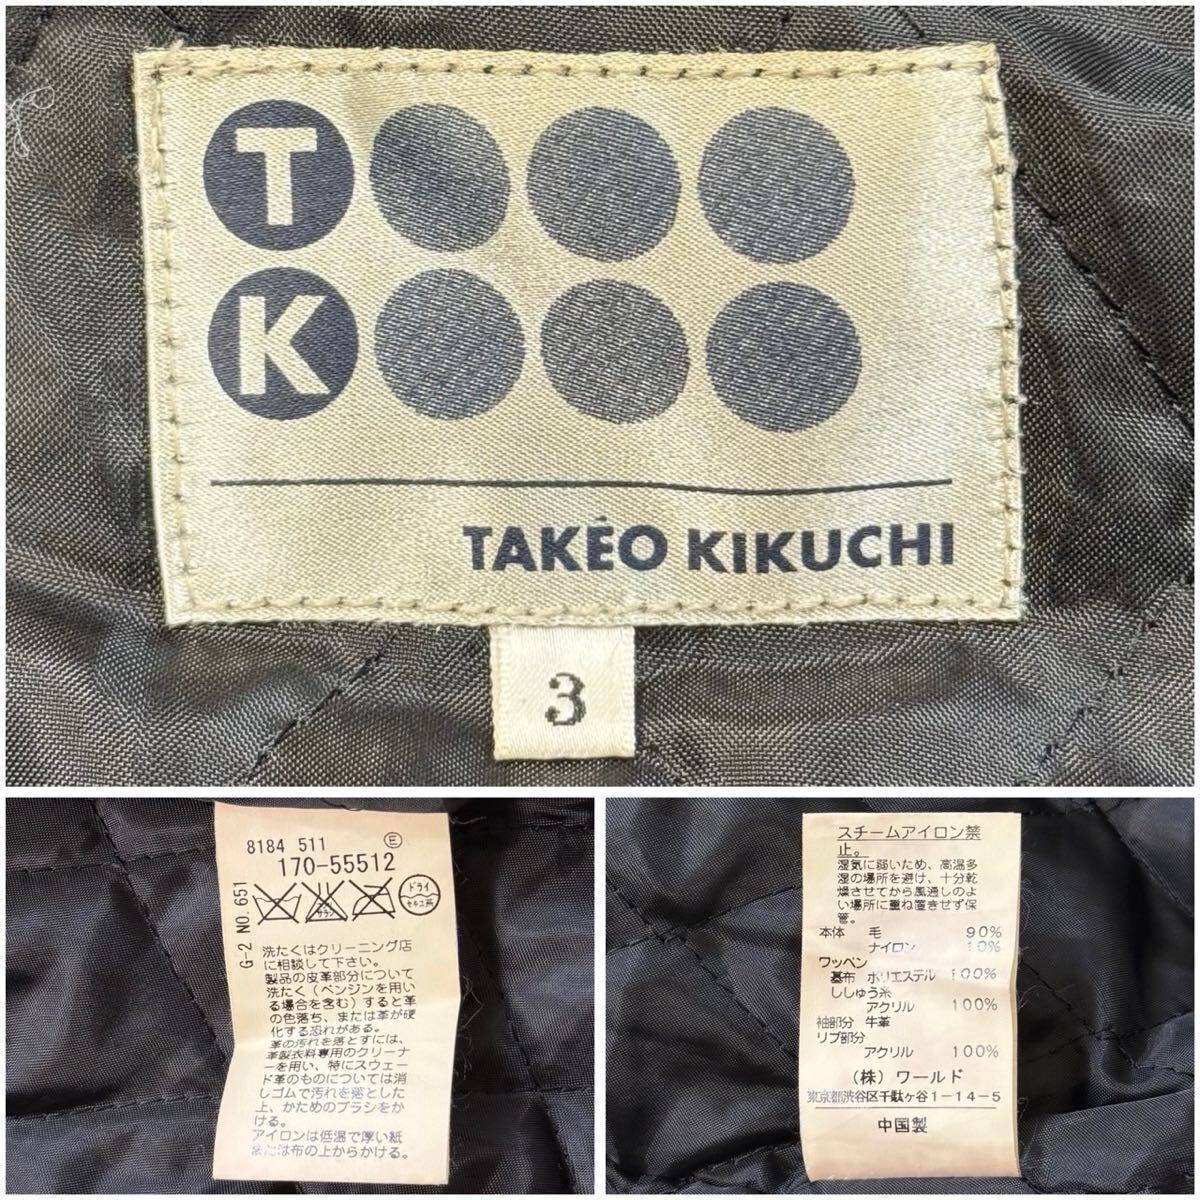 T
K
TAKEO KIKUCHI
3
8184 511 E
170-55512
G-2 NO. 651
サラシ
ドライ
セキユ系
洗たくはクリーニング店
に相談して下さい。
製品の皮革部分について
洗たく（ベンジンを用い
る場合を含む）すると革
の色落ち、または革が硬
化する恐れがある。
革の汚れを落とすには、
革製衣料専用のクリーナ
ーを用い、特にスウェー
ド革のものについては消
しゴムで汚れを落とした
上、かためのブラシをか
ける。
アイロンは低温で厚い紙
または布の上からかける。
スチームアイロン禁
止。
湿気に弱いため、高温多
湿の場所を避け、十分乾
燥させてから風通しのよ
い場所に重ね置きせず保
管。
本体 毛 90%
ナイロン 10%
ワッペン
基布 ポリエステル 100%
ししゅう糸
アクリル 100%
袖部分 牛革
リブ部分
アクリル 100%
（株）ワールド
東京都渋谷区千駄ヶ谷1-14-5
中国製